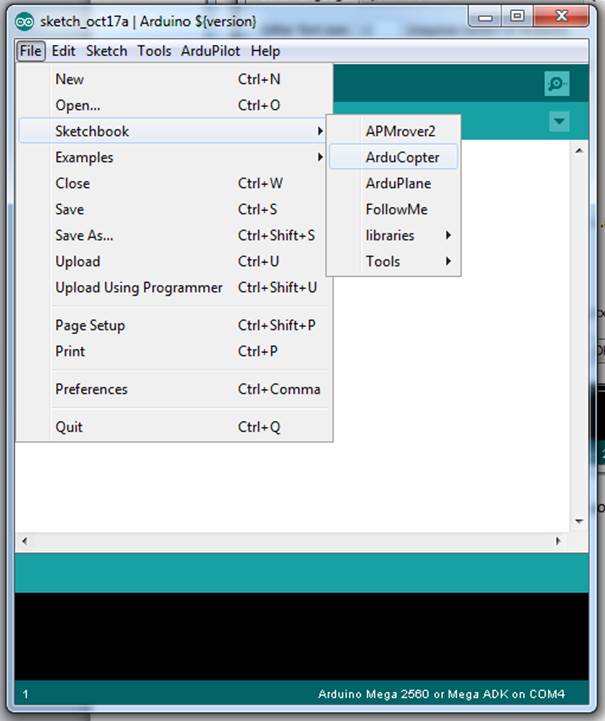 sketch_oct17a | Arduino ${version}
File Edit Sketch Tools ArduPilot Help
New Ctrl+N
Open... Ctrl+O
Sketchbook
Examples
Close Ctrl+W
Save Ctrl+S
Save As... Ctrl+Shift+S
Upload Ctrl+U
Upload Using Programmer Ctrl+Shift+U
Page Setup Ctrl+Shift+P
Print Ctrl+P
Preferences Ctrl+Comma
Quit Ctrl+Q
APMrover2
ArduCopter
ArduPlane
FollowMe
libraries
Tools
1 Arduino Mega 2560 or Mega ADK on COM4